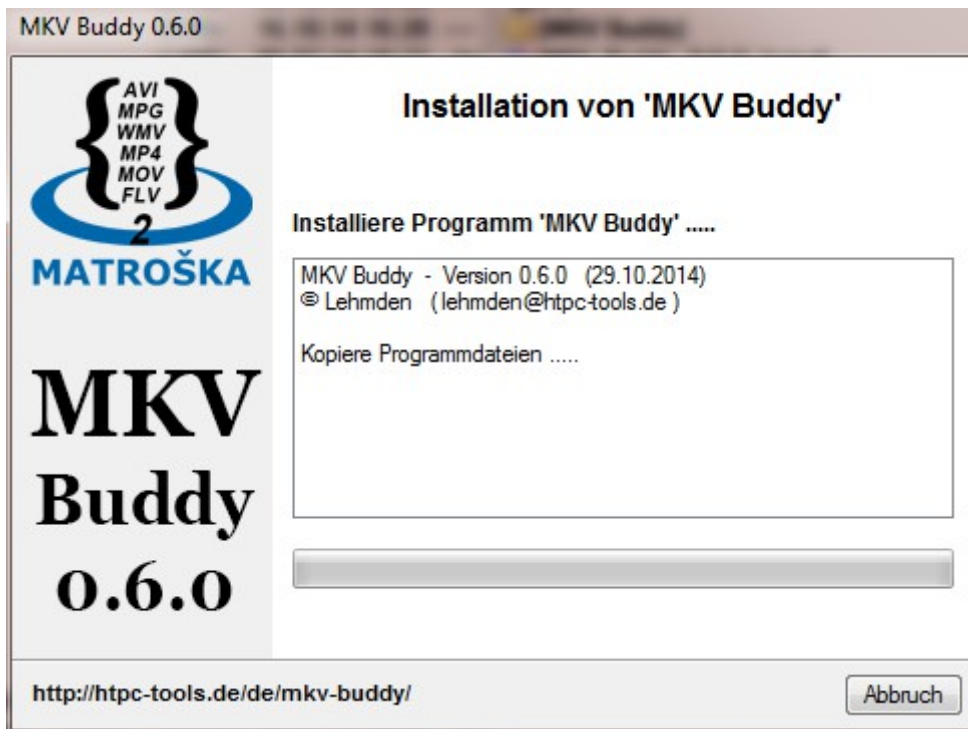 MKV Buddy 0.6.0
AVI
MPG
WMV
MP4
MOV
FLV
2
MATROŠKA
MKV
Buddy
0.6.0
Installation von 'MKV Buddy'
Installiere Programm 'MKV Buddy' .....
MKV Buddy - Version 0.6.0 (29.10.2014)
© Lehmden ( lehmden@htpc-tools.de )
Kopiere Programmdateien .....
http://htpc-tools.de/de/mkv-buddy/
Abbruch